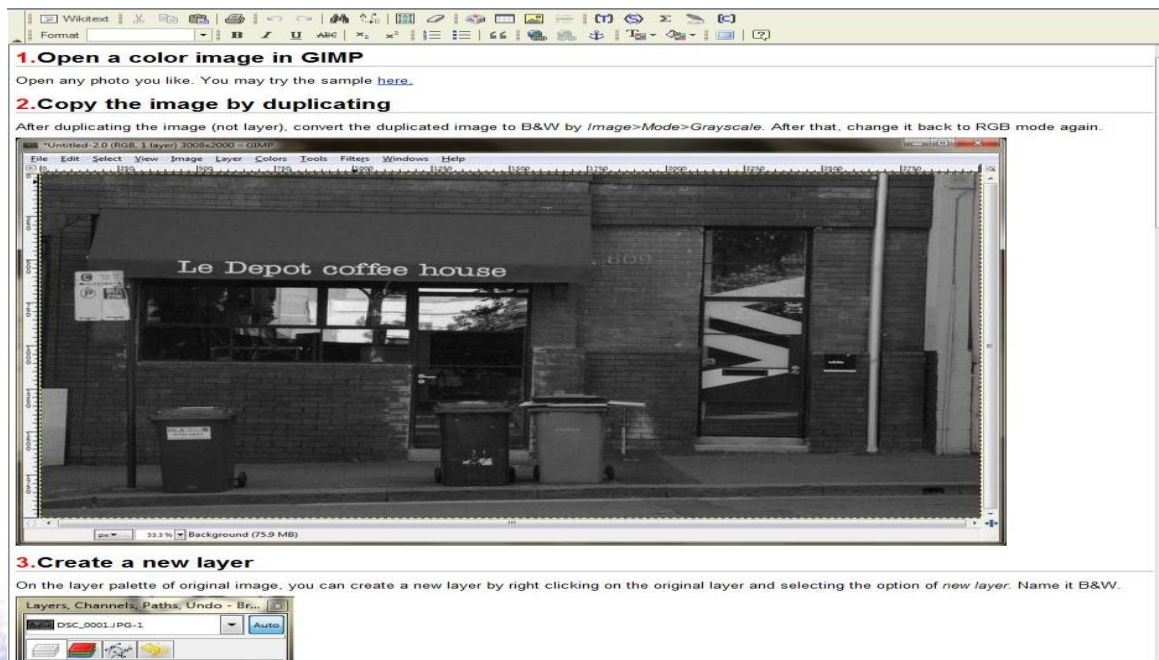 Wikitext
Format B I U ABC x₂ x²
1.Open a color image in GIMP
Open any photo you like. You may try the sample here.
2.Copy the image by duplicating
After duplicating the image (not layer), convert the duplicated image to B&W by Image>Mode>Grayscale. After that, change it back to RGB mode again.
*Untitled-2.0 (RGB, 1 layer) 3008x2000 – GIMP
File Edit Select View Image Layer Colors Tools Filters Windows Help
Le Depot coffee house
609
px 33.3 % Background (75.9 MB)
3.Create a new layer
On the layer palette of original image, you can create a new layer by right clicking on the original layer and selecting the option of new layer. Name it B&W.
Layers, Channels, Paths, Undo - Br...
DSC_0001.JPG-1 Auto